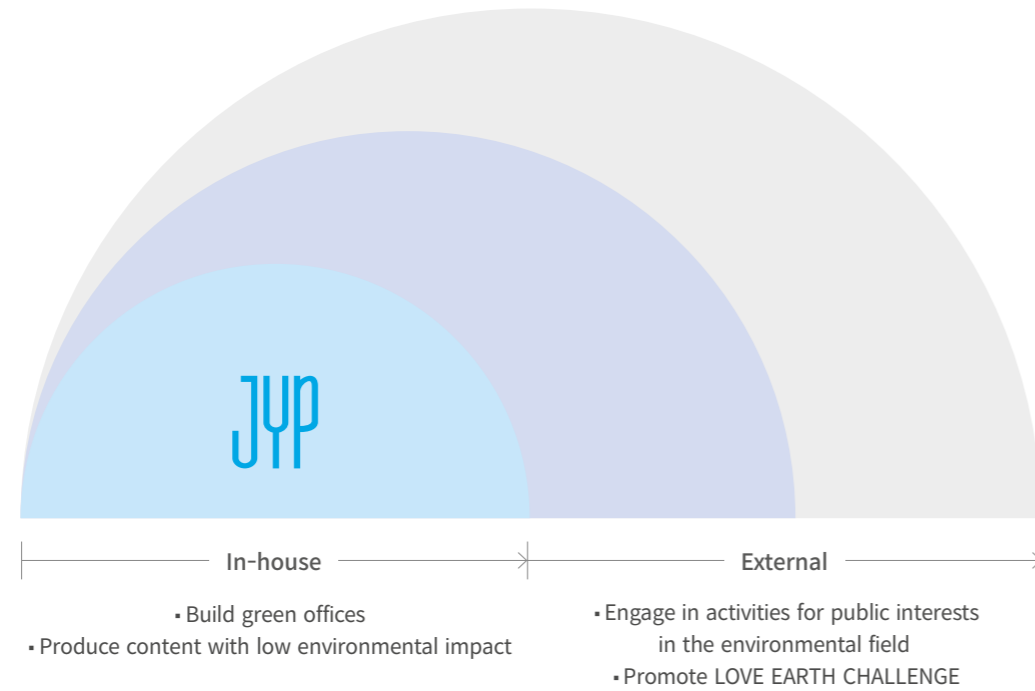 JYP
In-house
▪ Build green offices
▪ Produce content with low environmental impact
External
▪ Engage in activities for public interests
in the environmental field
▪ Promote LOVE EARTH CHALLENGE